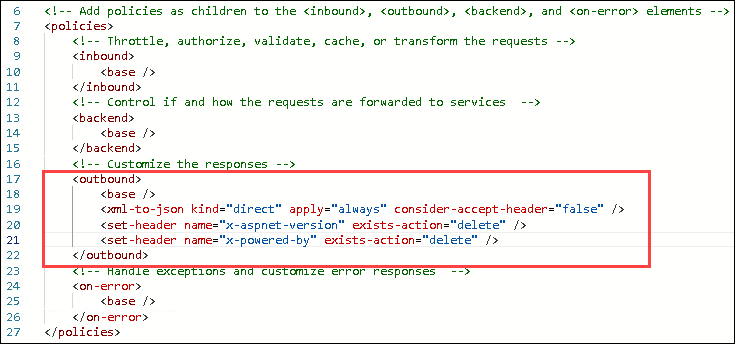 6 <!-- Add policies as children to the <inbound>, <outbound>, <backend>, and <on-error> elements -->
7 <policies>
8 <!-- Throttle, authorize, validate, cache, or transform the requests -->
9 <inbound>
10 <base />
11 </inbound>
12 <!-- Control if and how the requests are forwarded to services  -->
13 <backend>
14 <base />
15 </backend>
16 <!-- Customize the responses -->
17 <outbound>
18 <base />
19 <xml-to-json kind="direct" apply="always" consider-accept-header="false" />
20 <set-header name="x-aspnet-version" exists-action="delete" />
21 <set-header name="x-powered-by" exists-action="delete" />
22 </outbound>
23 <!-- Handle exceptions and customize error responses  -->
24 <on-error>
25 <base />
26 </on-error>
27 </policies>